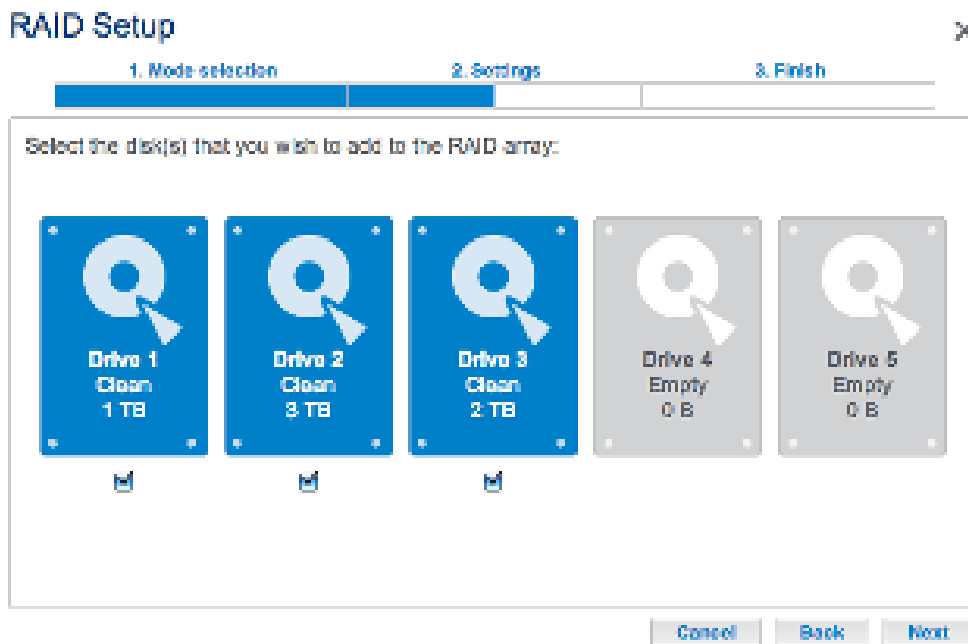 RAID Setup
1. Mode selection
2. Settings
3. Finish
Select the disk(s) that you wish to add to the RAID array:
Drive 1
Clean
1 TB
Drive 2
Clean
3 TB
Drive 3
Clean
2 TB
Drive 4
Empty
0 B
Drive 5
Empty
0 B
Cancel
Back
Next